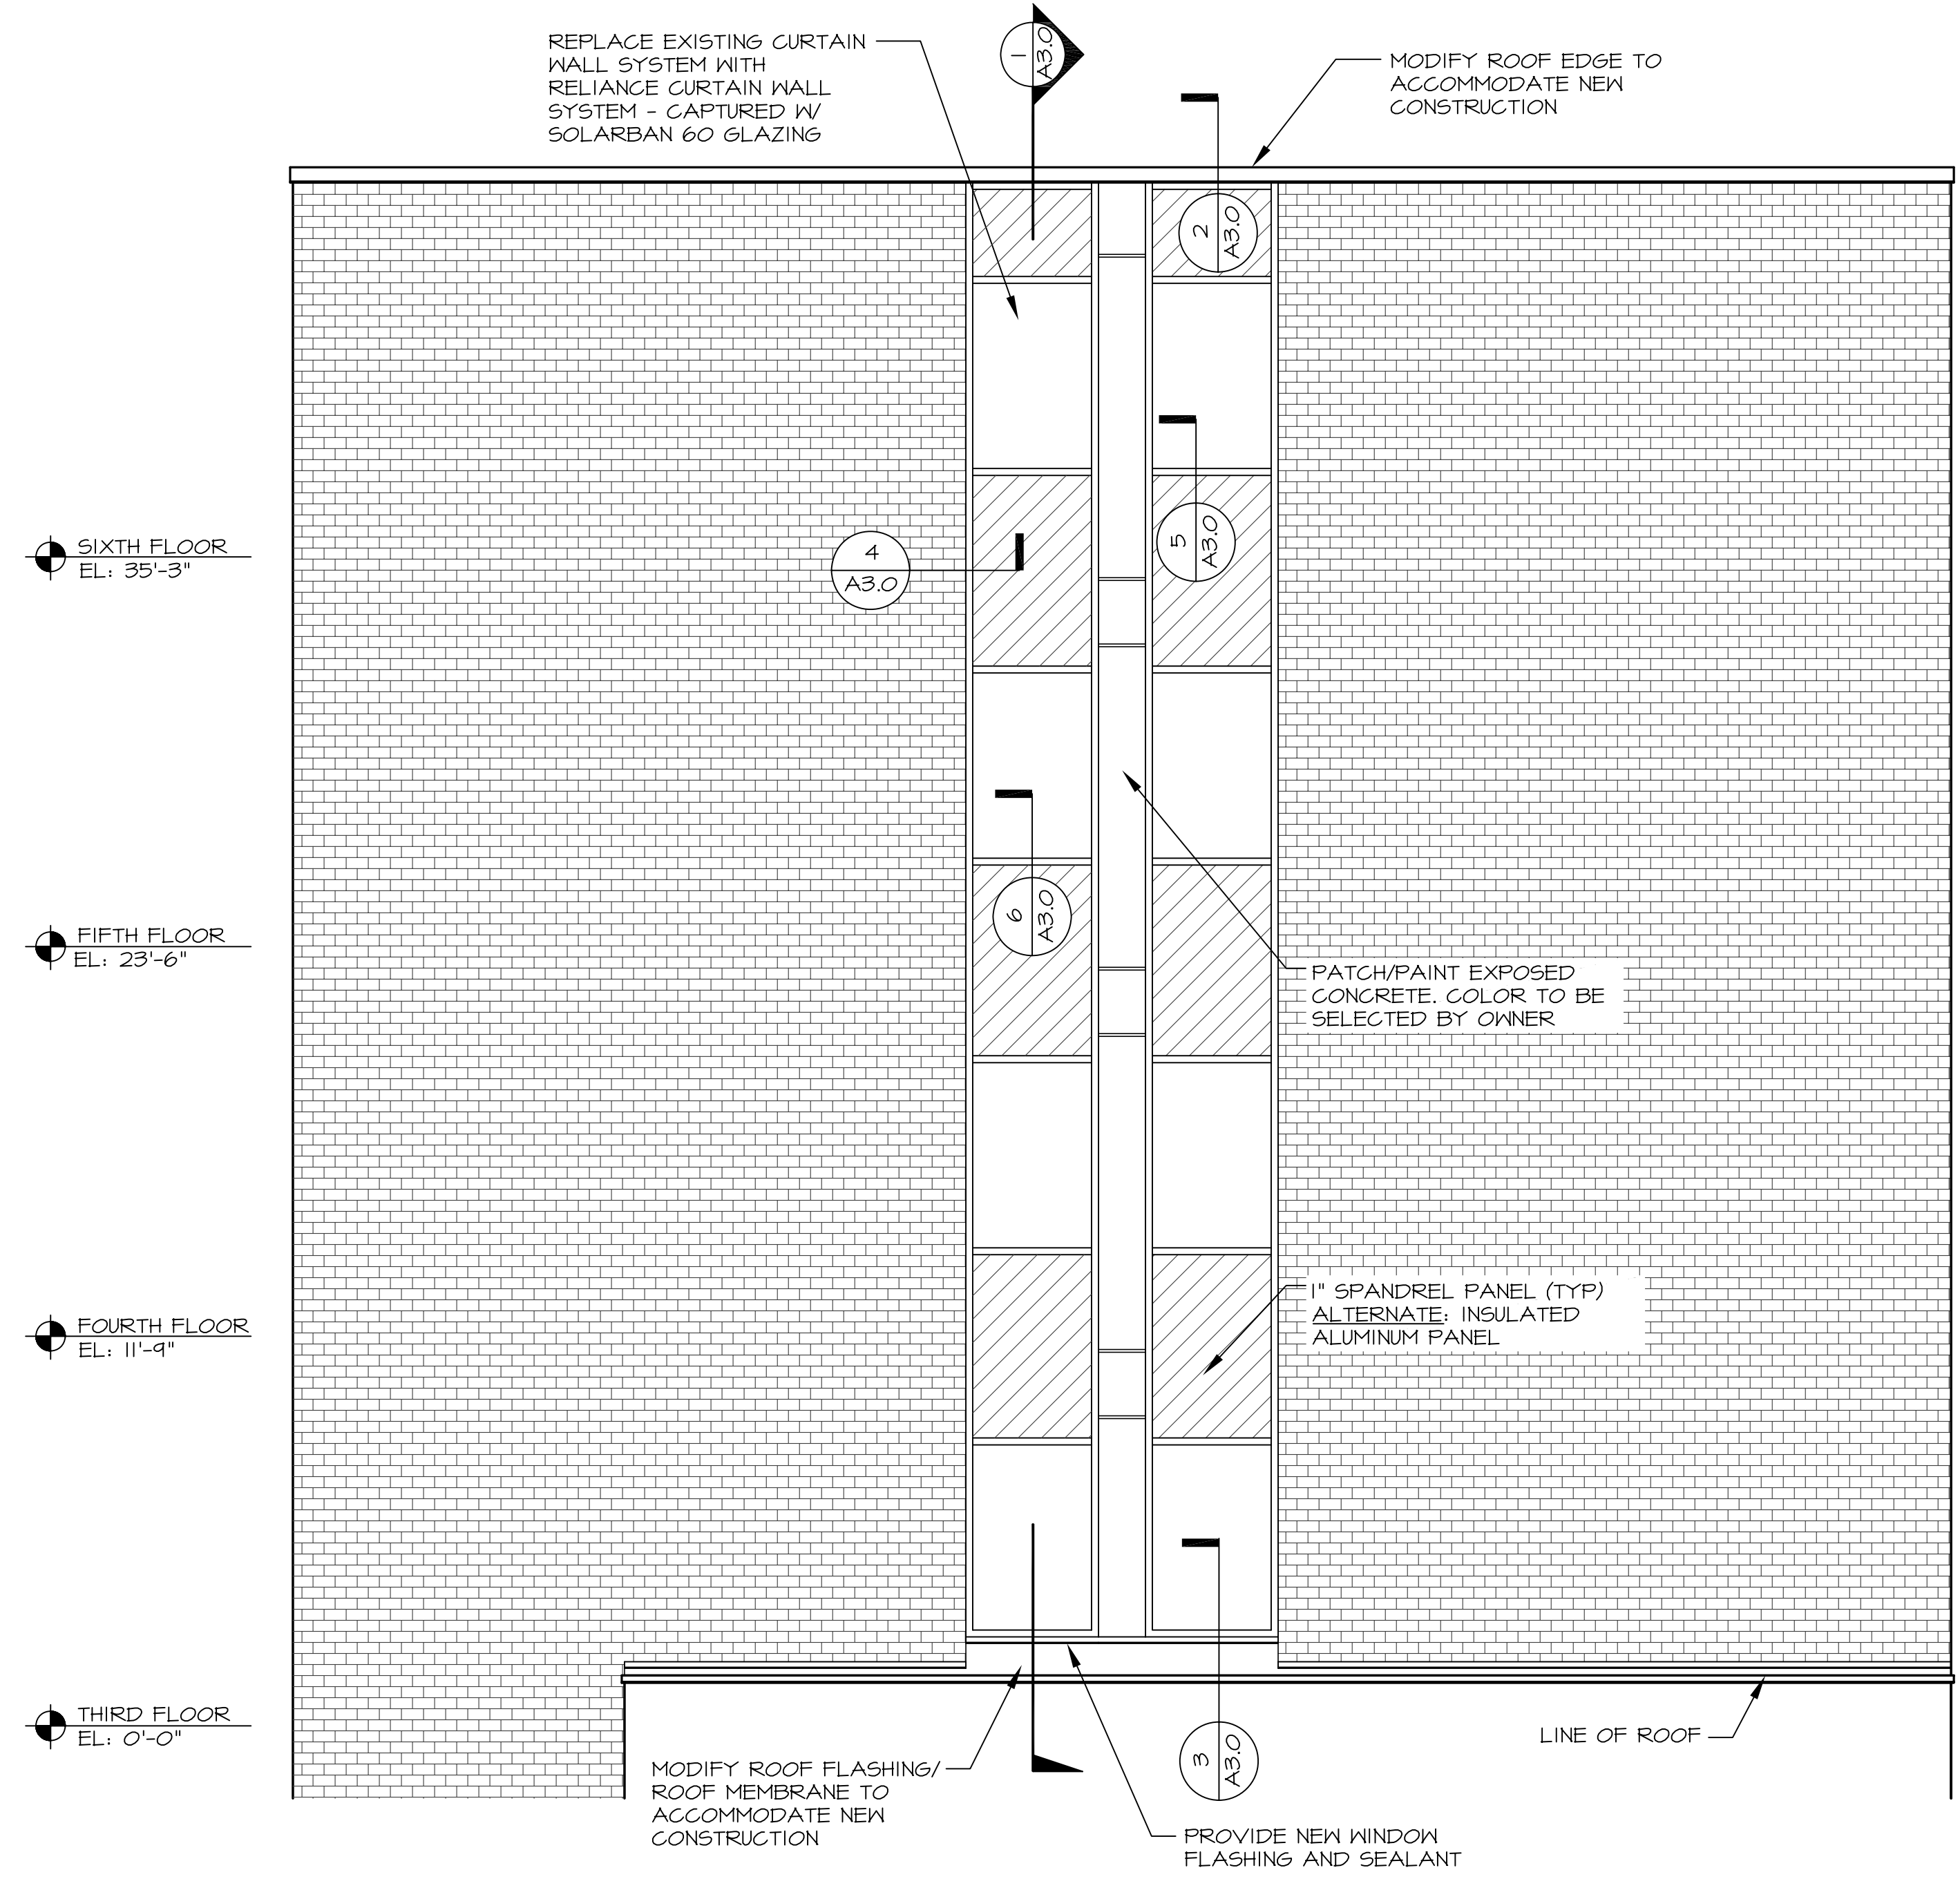 REPLACE EXISTING CURTAIN
WALL SYSTEM WITH
RELIANCE CURTAIN WALL
SYSTEM - CAPTURED W/
SOLARBAN 60 GLAZING
1
A3.0
MODIFY ROOF EDGE TO
ACCOMMODATE NEW
CONSTRUCTION
2
A3.0
SIXTH FLOOR
EL: 35'-3"
4
A3.0
5
A3.0
6
A3.0
FIFTH FLOOR
EL: 23'-6"
PATCH/PAINT EXPOSED
CONCRETE. COLOR TO BE
SELECTED BY OWNER
1" SPANDREL PANEL (TYP)
ALTERNATE: INSULATED
ALUMINUM PANEL
FOURTH FLOOR
EL: 11'-9"
THIRD FLOOR
EL: 0'-0"
LINE OF ROOF
3
A3.0
MODIFY ROOF FLASHING/
ROOF MEMBRANE TO
ACCOMMODATE NEW
CONSTRUCTION
PROVIDE NEW WINDOW
FLASHING AND SEALANT